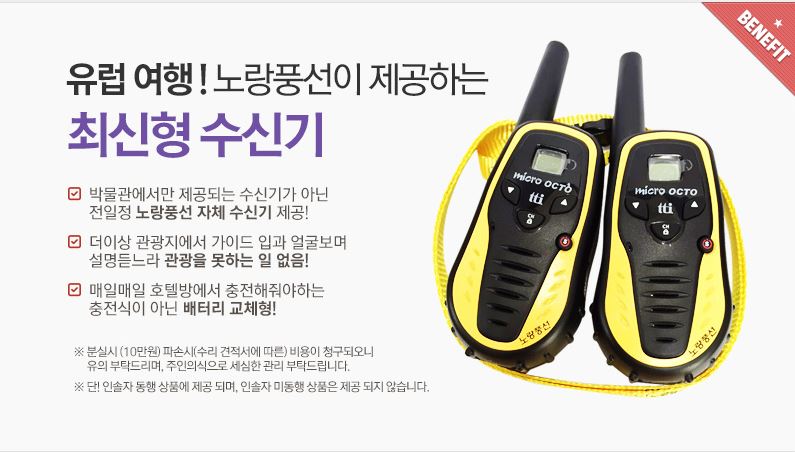 BENEFIT
유럽 여행! 노랑풍선이 제공하는
최신형 수신기
박물관에서만 제공되는 수신기가 아닌
전일정 노랑풍선 자체 수신기 제공!
더이상 관광지에서 가이드 입과 얼굴보며
설명듣느라 관광을 못하는 일 없음!
매일매일 호텔방에서 충전해줘야하는
충전식이 아닌 배터리 교체형!
※ 분실시 (10만원) 파손시(수리 견적서에 따른) 비용이 청구되오니
유의 부탁드리며, 주인의식으로 세심한 관리 부탁드립니다.
※ 단! 인솔자 동행 상품에 제공 되며, 인솔자 미동행 상품은 제공 되지 않습니다.
micro OCTO
tti
CH
노랑풍선
micro OCTO
tti
CH
노랑풍선